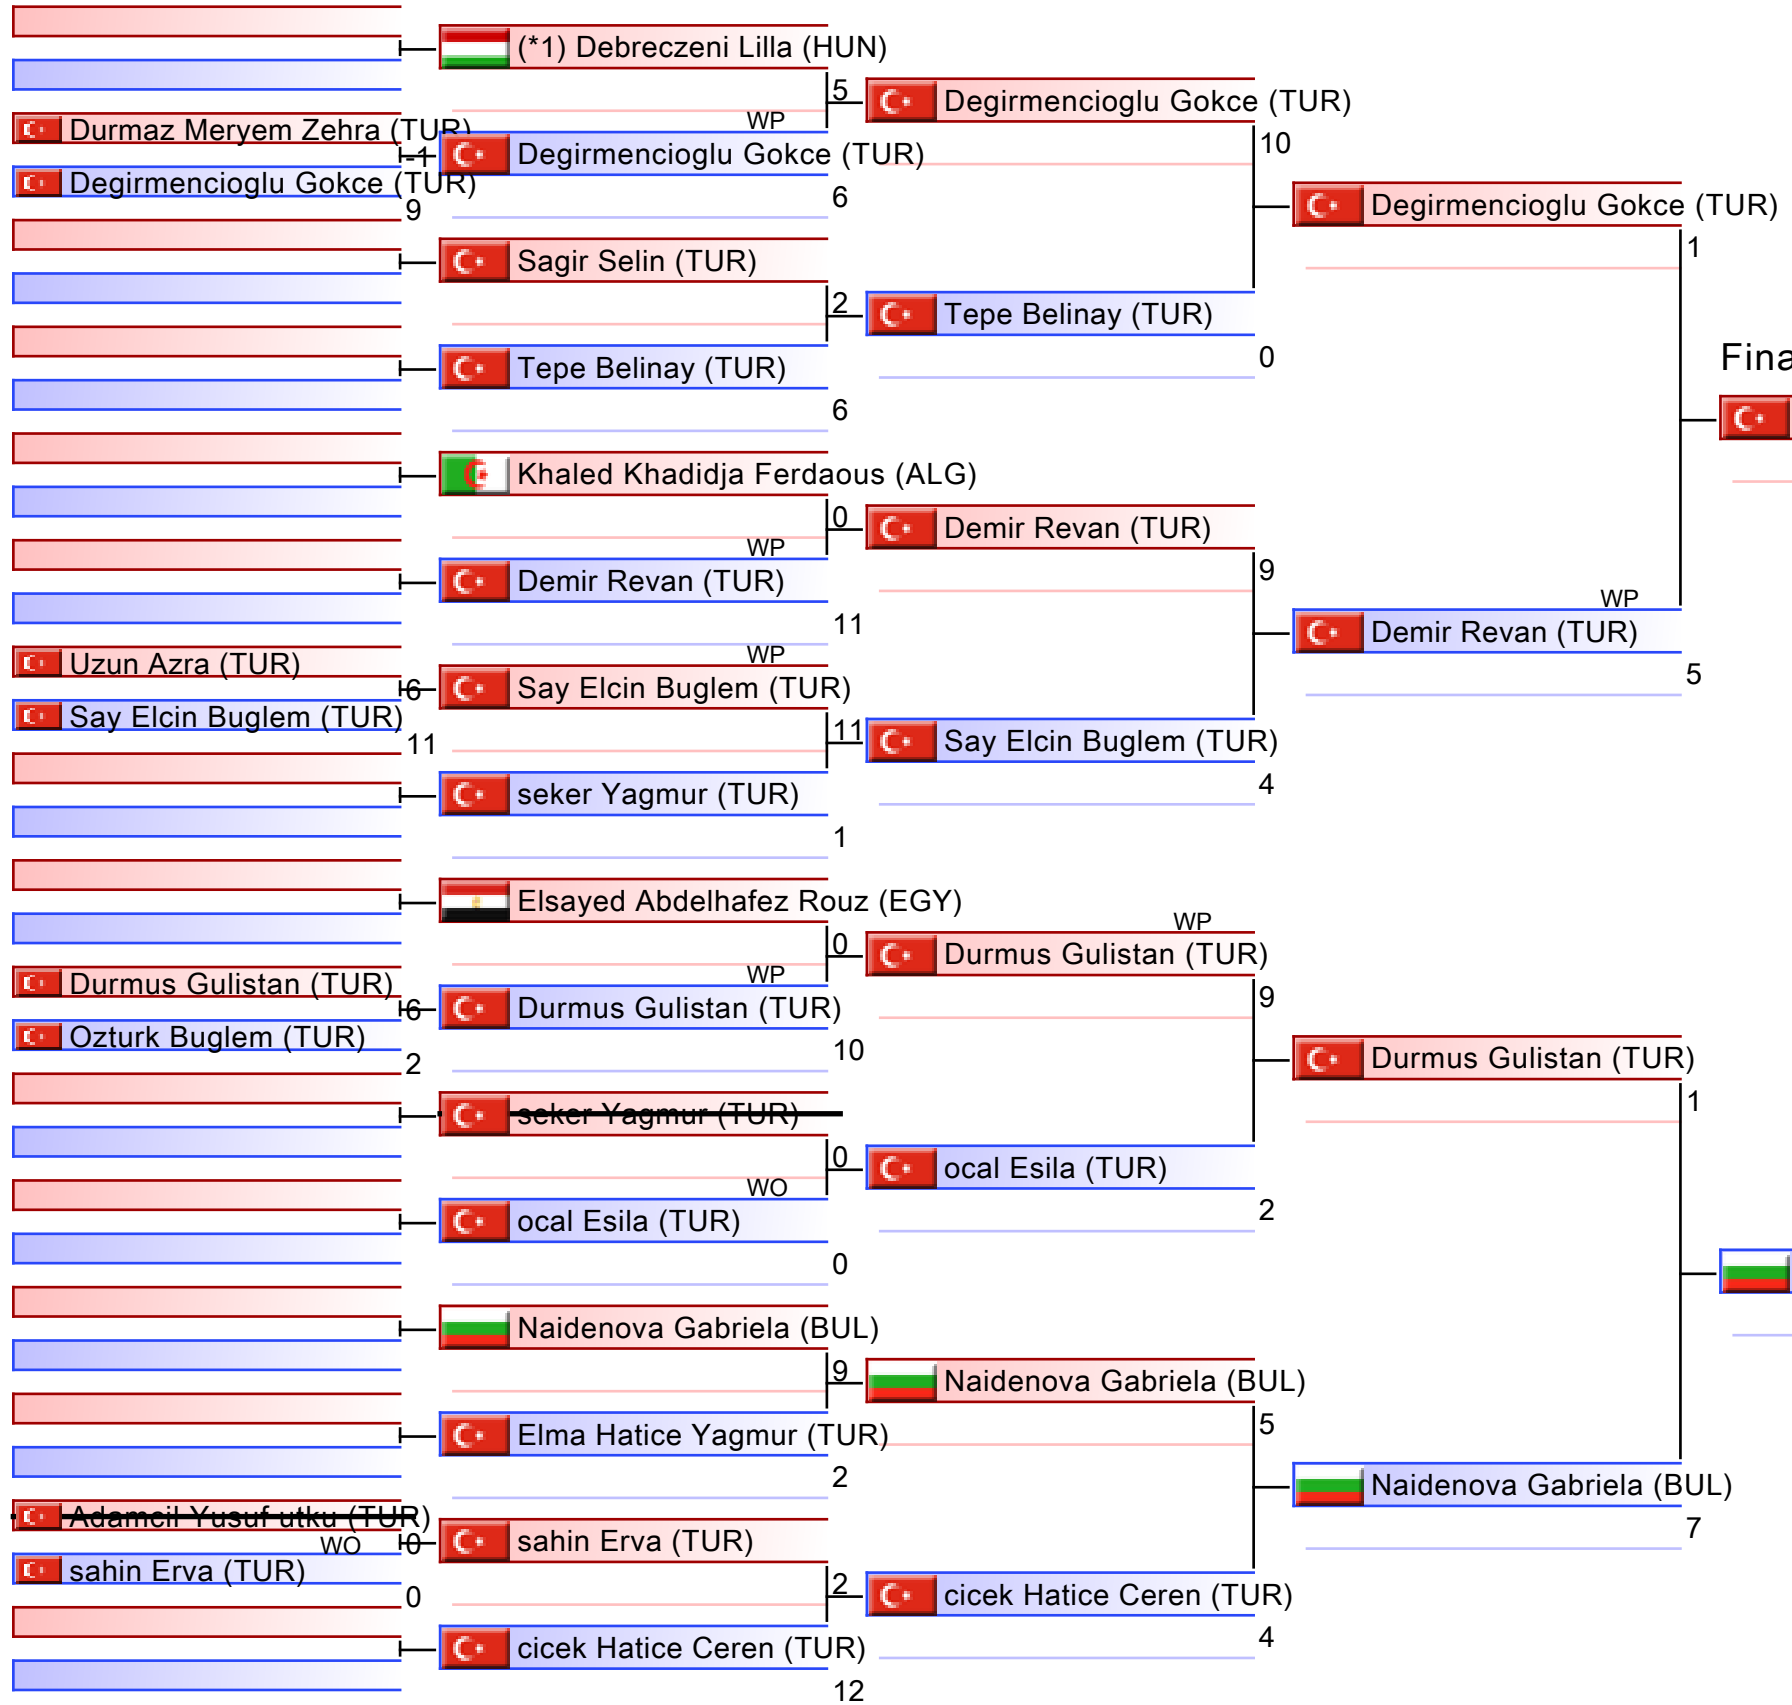 (*1) Debreczeni Lilla (HUN)
5
Degirmencioglu Gokce (TUR)
10
Durmaz Meryem Zehra (TUR)
-1
WP
Degirmencioglu Gokce (TUR)
6
Degirmencioglu Gokce (TUR)
9
Degirmencioglu Gokce (TUR)
1
Sagir Selin (TUR)
2
Tepe Belinay (TUR)
0
Tepe Belinay (TUR)
6
Fina
Khaled Khadidja Ferdaous (ALG)
0
Demir Revan (TUR)
9
WP
Demir Revan (TUR)
11
WP
Demir Revan (TUR)
5
Uzun Azra (TUR)
6
WP
Say Elcin Buglem (TUR)
11
Say Elcin Buglem (TUR)
11
Say Elcin Buglem (TUR)
4
seker Yagmur (TUR)
1
Elsayed Abdelhafez Rouz (EGY)
0
WP
Durmus Gulistan (TUR)
9
Durmus Gulistan (TUR)
6
WP
Durmus Gulistan (TUR)
10
Ozturk Buglem (TUR)
2
Durmus Gulistan (TUR)
1
seker Yagmur (TUR)
0
ocal Esila (TUR)
2
WO
ocal Esila (TUR)
0
Naidenova Gabriela (BUL)
9
Naidenova Gabriela (BUL)
5
Elma Hatice Yagmur (TUR)
2
Naidenova Gabriela (BUL)
7
Adamcil Yusuf utku (TUR)
0
WO
sahin Erva (TUR)
0
sahin Erva (TUR)
2
cicek Hatice Ceren (TUR)
4
cicek Hatice Ceren (TUR)
12